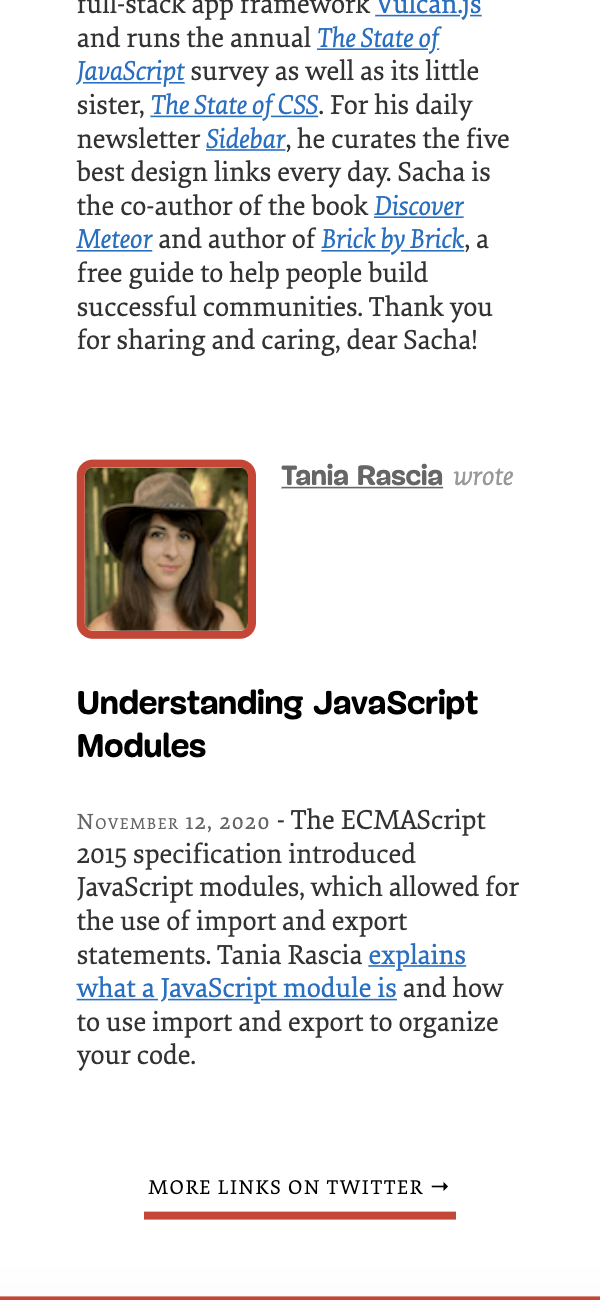 full-stack app framework Vulcan.js
and runs the annual The State of
JavaScript survey as well as its little
sister, The State of CSS. For his daily
newsletter Sidebar, he curates the five
best design links every day. Sacha is
the co-author of the book Discover
Meteor and author of Brick by Brick, a
free guide to help people build
successful communities. Thank you
for sharing and caring, dear Sacha!
Tania Rascia wrote
Understanding JavaScript
Modules
November 12, 2020 - The ECMAScript
2015 specification introduced
JavaScript modules, which allowed for
the use of import and export
statements. Tania Rascia explains
what a JavaScript module is and how
to use import and export to organize
your code.
MORE LINKS ON TWITTER →